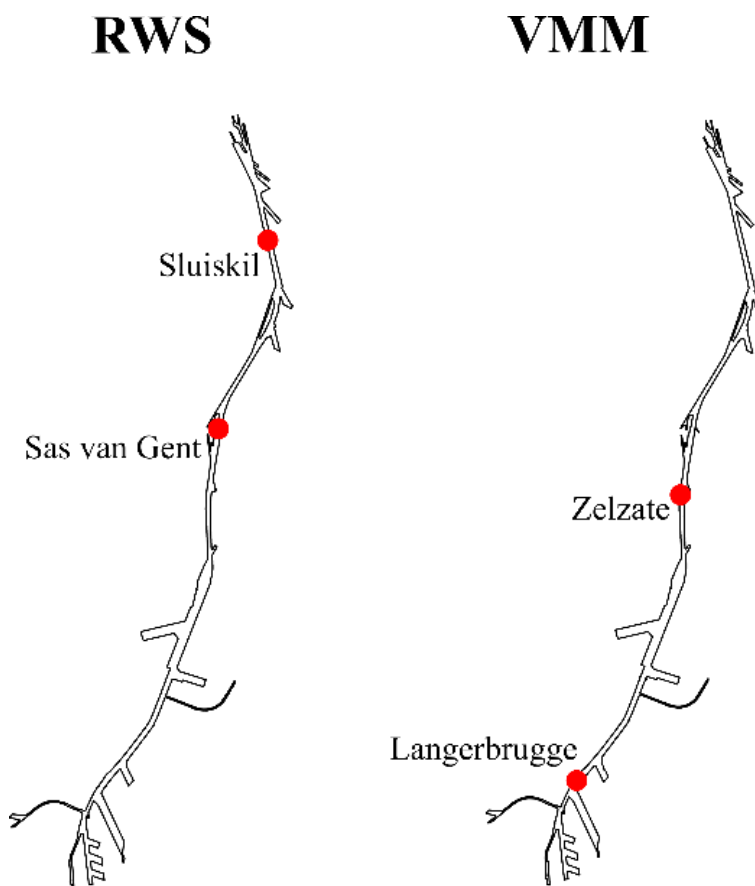 RWS
VMM
Sluiskil
Sas van Gent
Zelzate
Langerbrugge